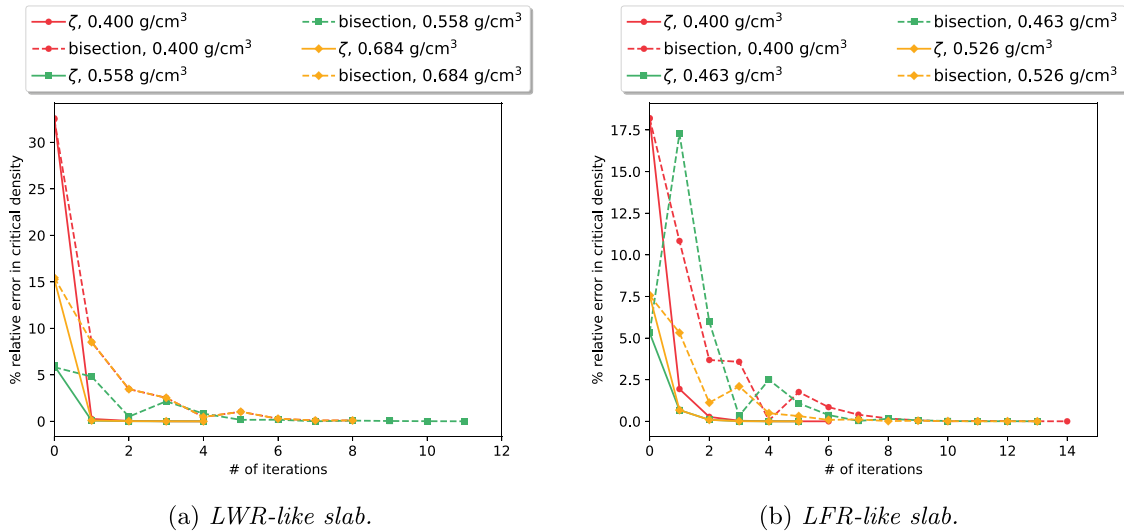 ζ, 0.400 g/cm³
bisection, 0.400 g/cm³
ζ, 0.558 g/cm³
bisection, 0.558 g/cm³
ζ, 0.684 g/cm³
bisection, 0.684 g/cm³
% relative error in critical density
30
25
20
15
10
5
0
0 2 4 6 8 10 12
# of iterations
(a) LWR-like slab.
ζ, 0.400 g/cm³
bisection, 0.400 g/cm³
ζ, 0.463 g/cm³
bisection, 0.463 g/cm³
ζ, 0.526 g/cm³
bisection, 0.526 g/cm³
% relative error in critical density
17.5
15.0
12.5
10.0
7.5
5.0
2.5
0.0
0 2 4 6 8 10 12 14
# of iterations
(b) LFR-like slab.